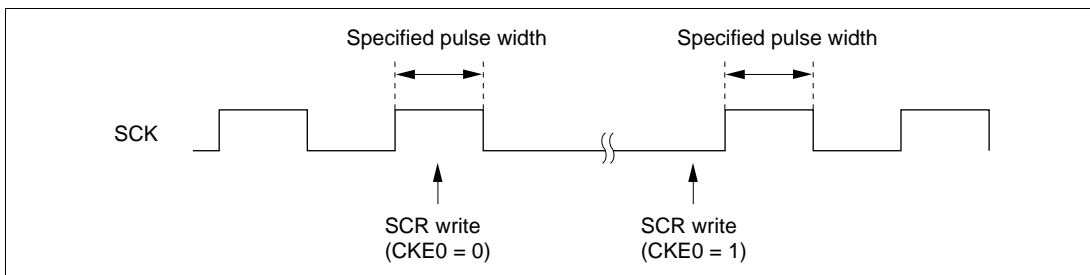 Specified pulse width
Specified pulse width
SCK
SCR write
(CKE0 = 0)
SCR write
(CKE0 = 1)